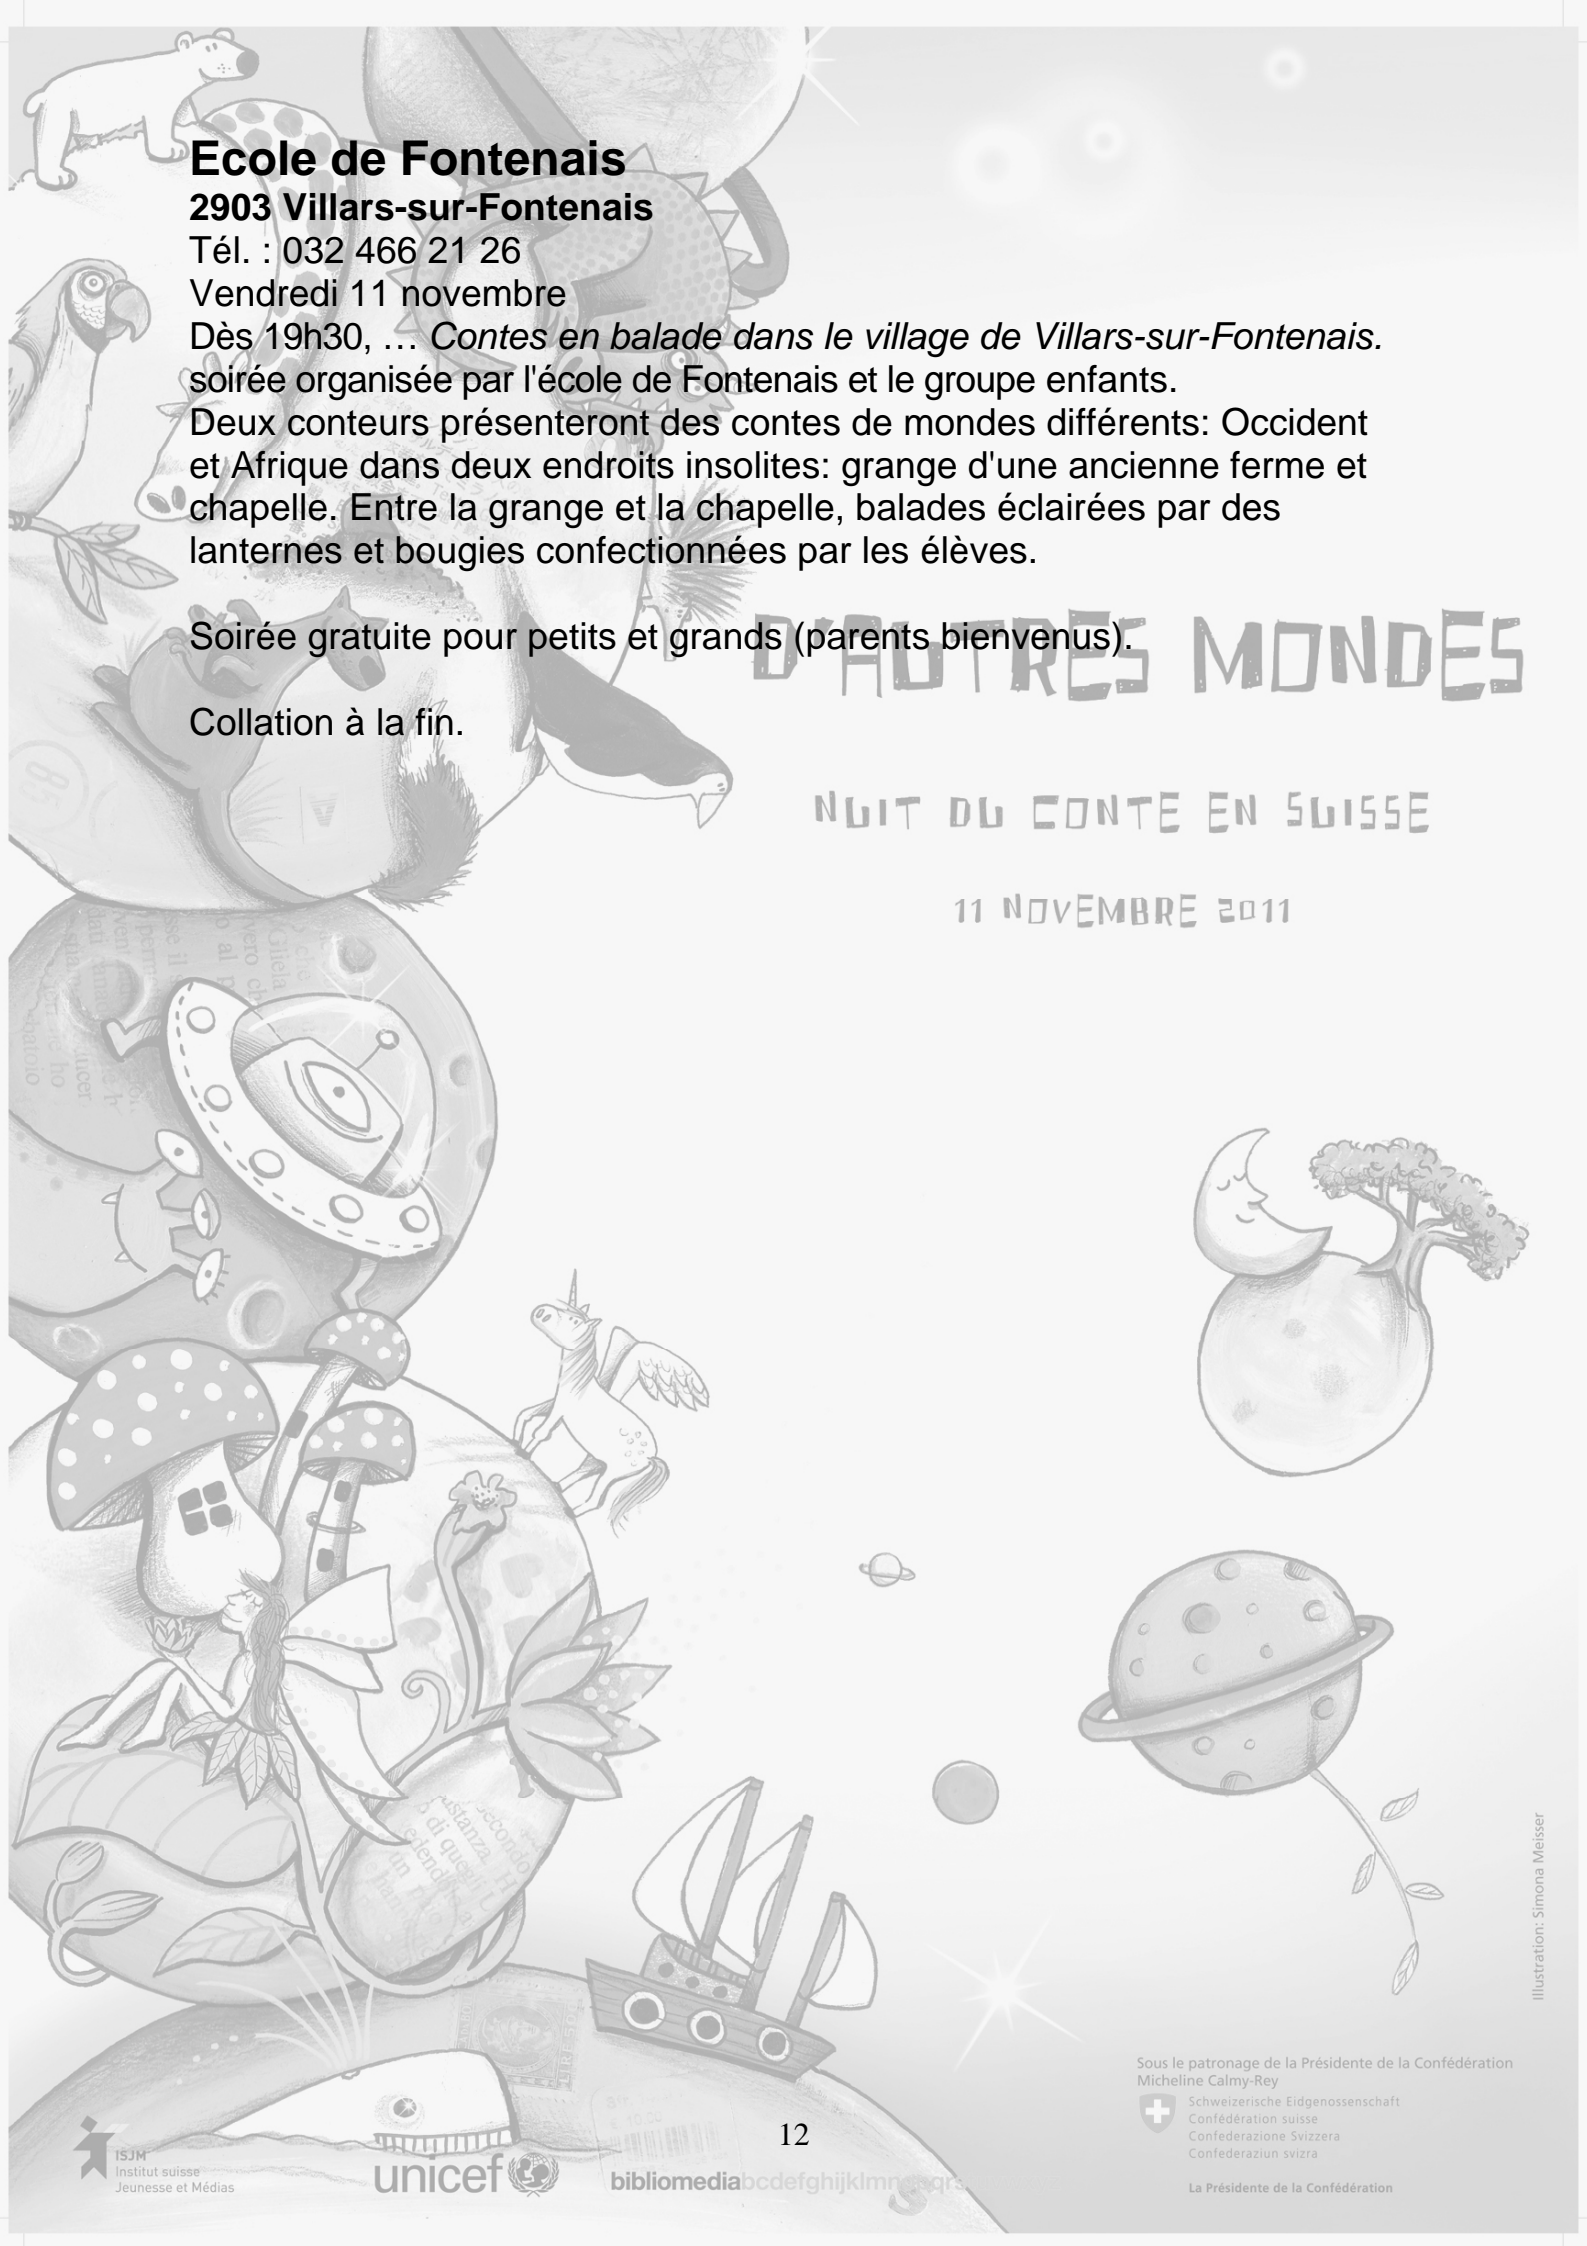 Ecole de Fontenais
2903 Villars-sur-Fontenais
Tél. : 032 466 21 26
Vendredi 11 novembre
Dès 19h30, … Contes en balade dans le village de Villars-sur-Fontenais.
soirée organisée par l'école de Fontenais et le groupe enfants.
Deux conteurs présenteront des contes de mondes différents: Occident
et Afrique dans deux endroits insolites: grange d'une ancienne ferme et
chapelle. Entre la grange et la chapelle, balades éclairées par des
lanternes et bougies confectionnées par les élèves.
Soirée gratuite pour petits et grands (parents bienvenus).
D'AUTRES MONDES
Collation à la fin.
NUIT DU CONTE EN SUISSE
11 NOVEMBRE 2011
Illustration: Simona Meisser
Sous le patronage de la Présidente de la Confédération
Micheline Calmy-Rey
Schweizerische Eidgenossenschaft
Confédération suisse
Confederazione Svizzera
Confederaziun svizra
La Présidente de la Confédération
12
ISJM
Institut suisse
Jeunesse et Médias
unicef
bibliomediabcdefghijklmnopqrs